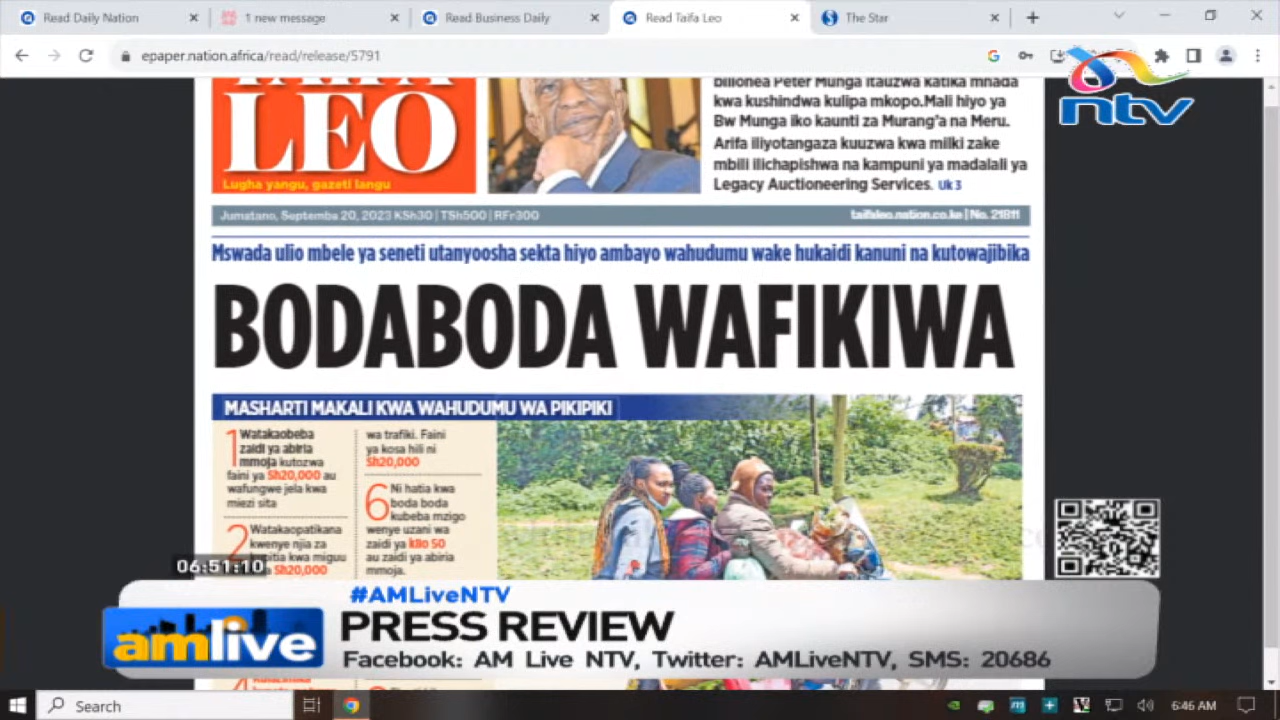 Read Daily Nation
1 new message
Read Business Daily
Read Taifa Leo
The Star
epaper.nation.africa/read/release/5791
ntv
LEO
Lugha yangu, gazeti langu
bilionea Peter Munga itauzwa katika mnada
kwa kushindwa kulipa mkopo.Mali hiyo ya
Bw Munga iko kaunti za Murang'a na Meru.
Arifa iliyotangaza kuuzwa kwa milki zake
mbili ilichapishwa na kampuni ya madalali ya
Legacy Auctioneering Services. Uk 3
Jumatano, Septemba 20, 2023 KSh30 | TSh500 | RFr300
taifaleo.nation.co.ke | No. 21811
Mswada ulio mbele ya seneti utanyoosha sekta hiyo ambayo wahudumu wake hukaidi kanuni na kutowajibika
BODABODA WAFIKIWA
MASHARTI MAKALI KWA WAHUDUMU WA PIKIPIKI
1 Watakaobeba
zaidi ya abiria
mmoja kutozwa
faini ya Sh20,000 au
wafungwe jela kwa
miezi sita
2 Watakaopatikana
kwenye njia za
kwa miguu
Sh20,000
wa trafiki. Faini
ya kosa hili ni
Sh20,000
6 Ni hatia kwa
boda boda
kubeba mzigo
wenye uzani wa
zaidi ya kilo 50
au zaidi ya abiria
mmoja.
06:51:10
#AMLiveNTV
amlive
PRESS REVIEW
Facebook: AM Live NTV, Twitter: AMLiveNTV, SMS: 20686
Search
6:46 AM